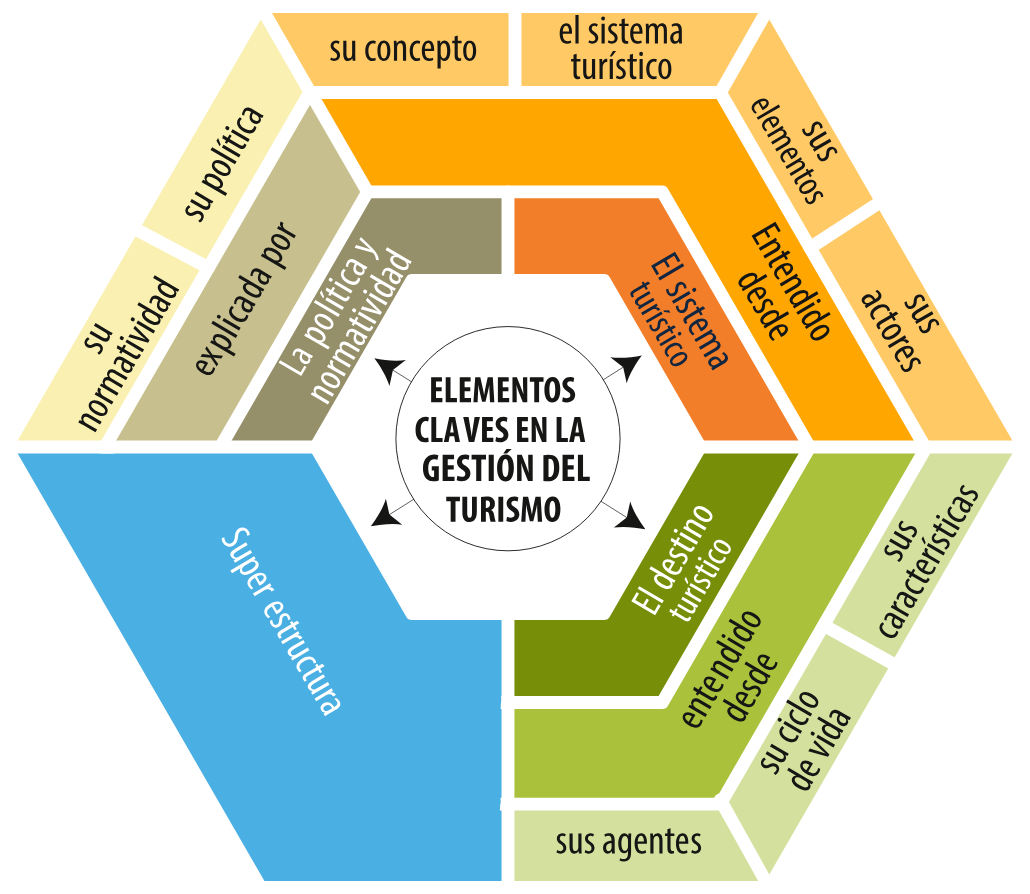 su concepto
el sistema
turístico
sus
elementos
sus
actores
Entendido
desde
El sistema
turístico
su política
su
normatividad
explicada por
La política y
normatividad
ELEMENTOS
CLAVES EN LA
GESTIÓN DEL
TURISMO
Super estructura
El destino
turístico
entendido
desde
sus
características
su ciclo
de vida
sus agentes